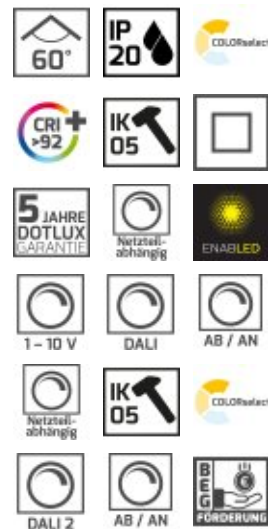 60°
IP
20
COLORselect
CRI +
>92
IK
05
5 JAHRE
DOTLUX
GARANTIE
Netzteil-
abhängig
ENABLED
1 – 10 V
DALI
AB / AN
Netzteil-
abhängig
IK
05
COLORselect
DALI 2
AB / AN
BEG
FÖRDERUNG